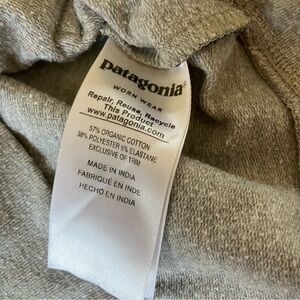 patagonia®
WORN WEAR
Repair, Reuse, Recycle
This Product
www.patagonia.com
57% ORGANIC COTTON
38% POLYESTER 5% ELASTANE
EXCLUSIVE OF TRIM
MADE IN INDIA
FABRIQUÉ EN INDE
HECHO EN INDIA